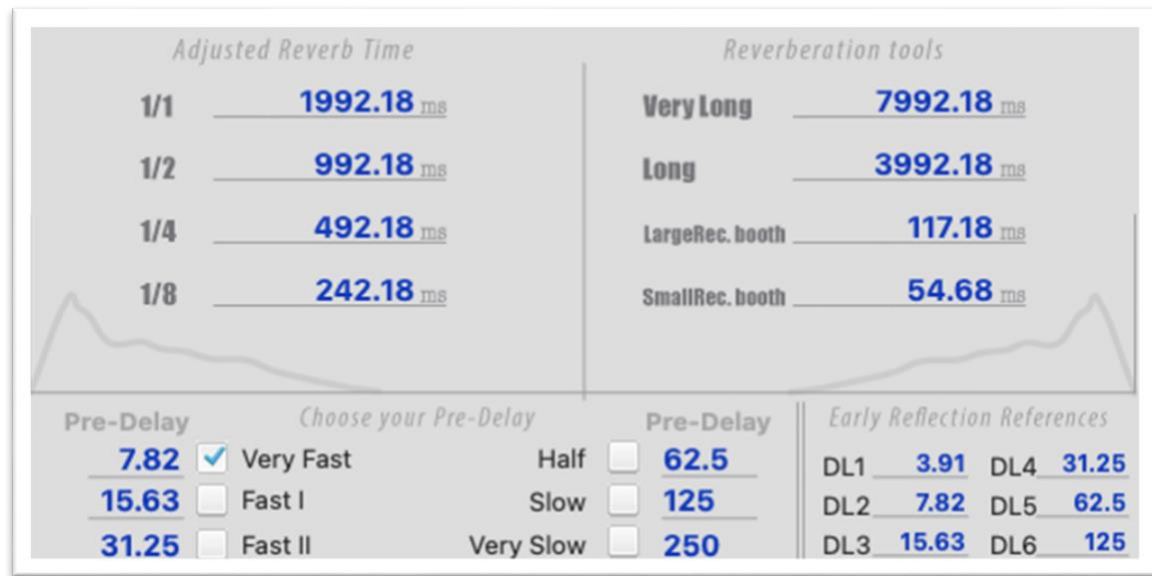 Adjusted Reverb Time
1/1 1992.18 ms
1/2 992.18 ms
1/4 492.18 ms
1/8 242.18 ms
Reverberation tools
Very Long 7992.18 ms
Long 3992.18 ms
LargeRec. booth 117.18 ms
SmallRec. booth 54.68 ms
Pre-Delay Choose your Pre-Delay Pre-Delay
7.82 Very Fast Half 62.5
15.63 Fast I Slow 125
31.25 Fast II Very Slow 250
Early Reflection References
DL1 3.91 DL4 31.25
DL2 7.82 DL5 62.5
DL3 15.63 DL6 125